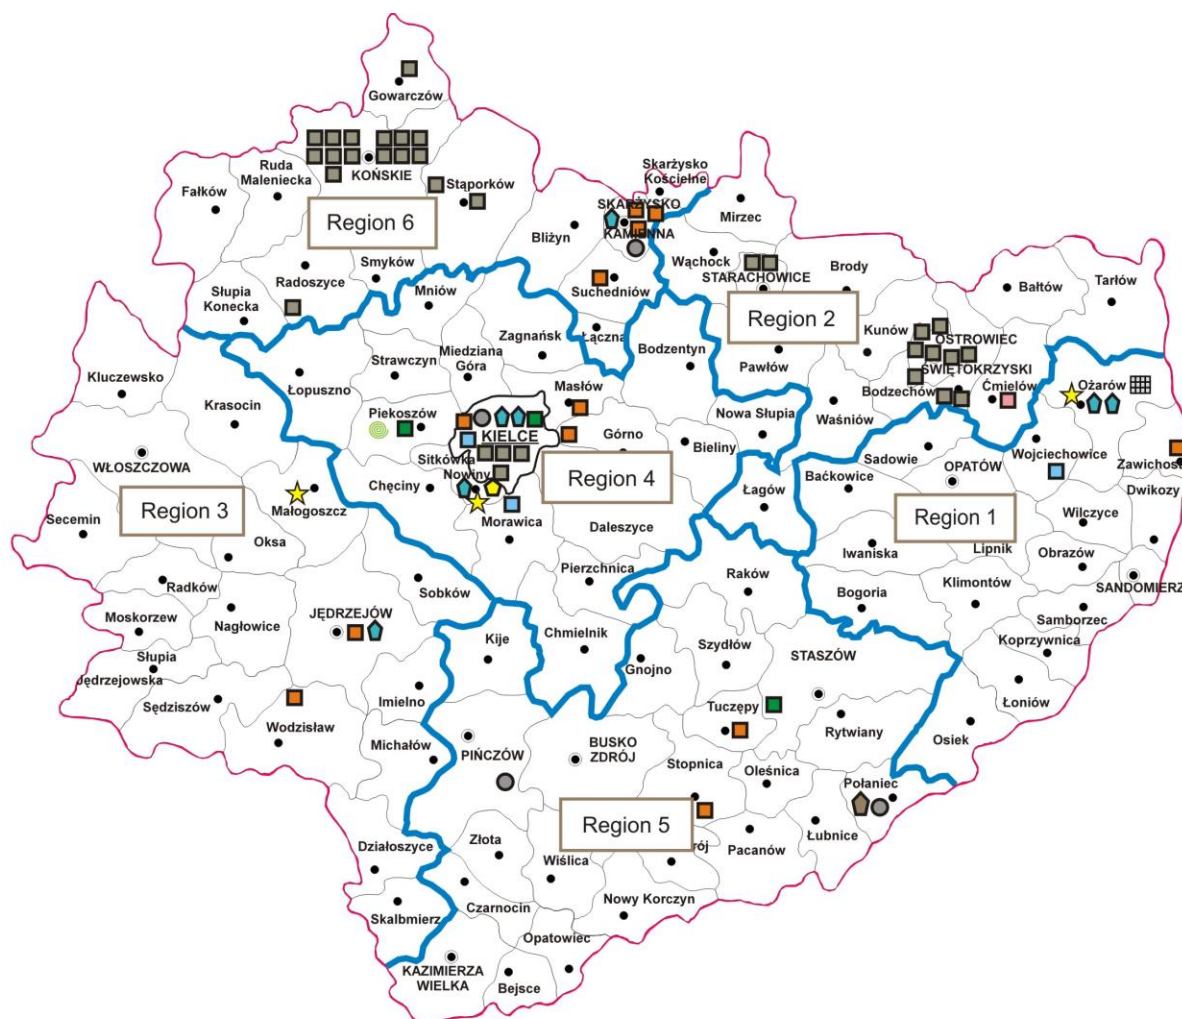 Gowarczów
KOŃSKIE
Ruda
Maleniecka
Fałków
Stąporków
Region 6
Skarżysko
Kościelne
SKARŻYSKO
KAMIENNA
Bliżyn
Mirzec
Wąchock
STARACHOWICE
Brody
Bałtów
Tarłów
Radoszyce
Smyków
Słupia
Konecka
Mniów
Suchedniów
Łączna
Zagnańsk
Bodzentyn
Region 2
Kunów
OSTROWIEC
ŚWIĘTOKRZYSKI
Pawłów
Bodzechów
Ćmielów
Waśniów
Ożarów
Kluczewsko
Krasocin
Łopuszno
Strawczyn
Miedziana
Góra
Masłów
Piekoszów
KIELCE
Górno
Nowa Słupia
Bieliny
Sitkówka
Nowiny
Region 4
Chęciny
Morawica
Daleszyce
Łagów
Sadowie
OPATÓW
Baćkowice
Wojciechowice
Zawichost
Dwikozy
Region 1
Wilczyce
WŁOSZCZOWA
Region 3
Małogoszcz
Secemin
Oksa
Iwaniska
Lipnik
Obrazów
Pierzchnica
Raków
Bogoria
Klimontów
SANDOMIERZ
Samborzec
Koprzywnica
Radków
Moskorzew
Nagłowice
JĘDRZEJÓW
Sobków
Kije
Chmielnik
Gnojno
Szydłów
STASZÓW
Łoniów
Osiek
Słupia
Jędrzejowska
Sędziszów
Wodzisław
Imielno
Michałów
PIŃCZÓW
BUSKO
ZDRÓJ
Tuczępy
Rytwiany
Stopnica
Oleśnica
Połaniec
Region 5
Łubnice
Pacanów
rój
Działoszyce
Złota
Wiślica
Skalbmierz
Czarnocin
Nowy Korczyn
Opatowiec
KAZIMIERZA
WIELKA
Bejsce